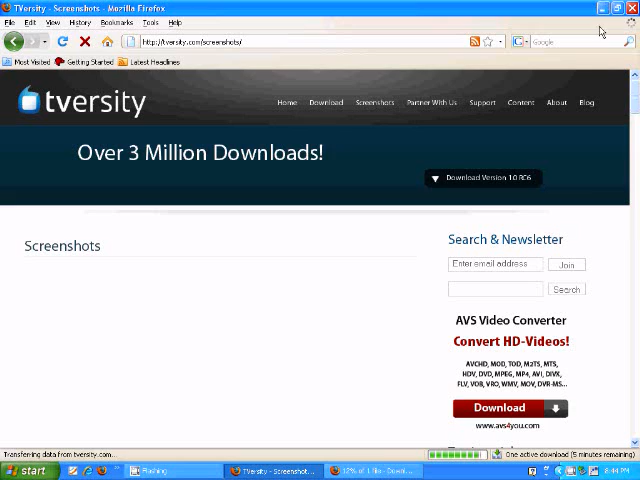 TVersity - Screenshots - Mozilla Firefox
File Edit View History Bookmarks Tools Help
http://tversity.com/screenshots/
Google
Most Visited Getting Started Latest Headlines
tversity
Home Download Screenshots Partner With Us Support Content About Blog
Over 3 Million Downloads!
Download Version 1.0 RC6
Screenshots
Search & Newsletter
Enter email address Join
Search
AVS Video Converter
Convert HD-Videos!
AVCHD, MOD, TOD, M2TS, MTS,
HDV, DVD, MPEG, MP4, AVI, DIVX,
FLV, VOB, VRO, WMV, MOV, DVR-MS...
Download
www.avs4you.com
Transferring data from tversity.com... One active download (5 minutes remaining)
start Flashing TVersity - Screenshot... 12% of 1 file - Downl... 8:44 PM